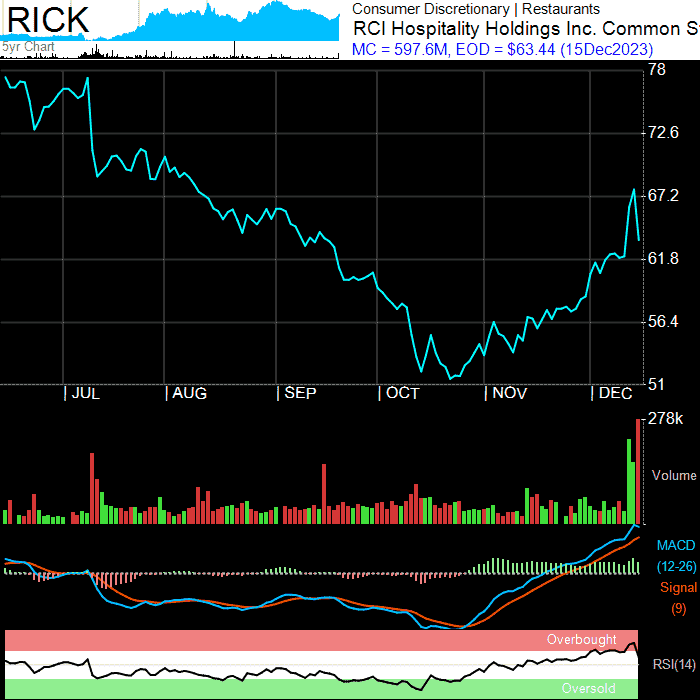 RICK
5yr Chart
Consumer Discretionary | Restaurants
RCI Hospitality Holdings Inc. Common S
MC = 597.6M, EOD = $63.44 (15Dec2023)
78
72.6
67.2
61.8
56.4
51
| JUL | AUG | SEP | OCT | NOV | DEC
278k
Volume
MACD
(12-26)
Signal
(9)
Overbought
RSI(14)
Oversold